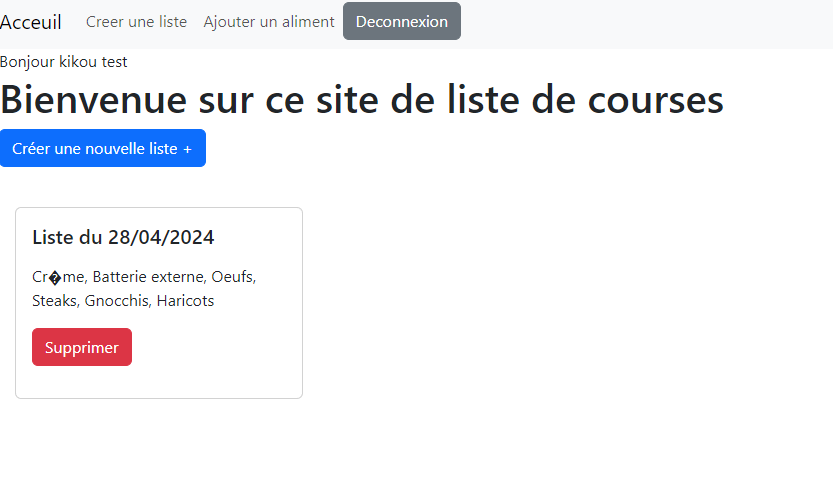 Acceuil Creer une liste Ajouter un aliment Deconnexion
Bonjour kikou test
Bienvenue sur ce site de liste de courses
Créer une nouvelle liste +
Liste du 28/04/2024
Cr�me, Batterie externe, Oeufs,
Steaks, Gnocchis, Haricots
Supprimer